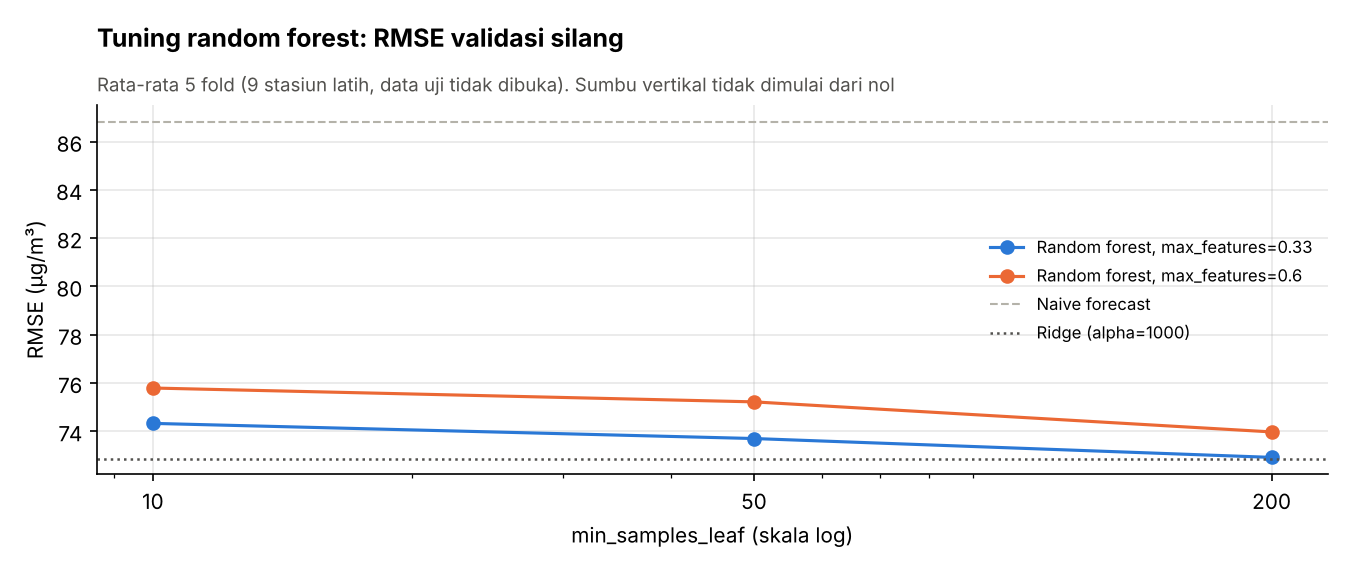 Tuning random forest: RMSE validasi silang
Rata-rata 5 fold (9 stasiun latih, data uji tidak dibuka). Sumbu vertikal tidak dimulai dari nol
RMSE (µg/m³)
86
84
82
80
78
76
74
Random forest, max_features=0.33
Random forest, max_features=0.6
Naive forecast
Ridge (alpha=1000)
10
50
200
min_samples_leaf (skala log)